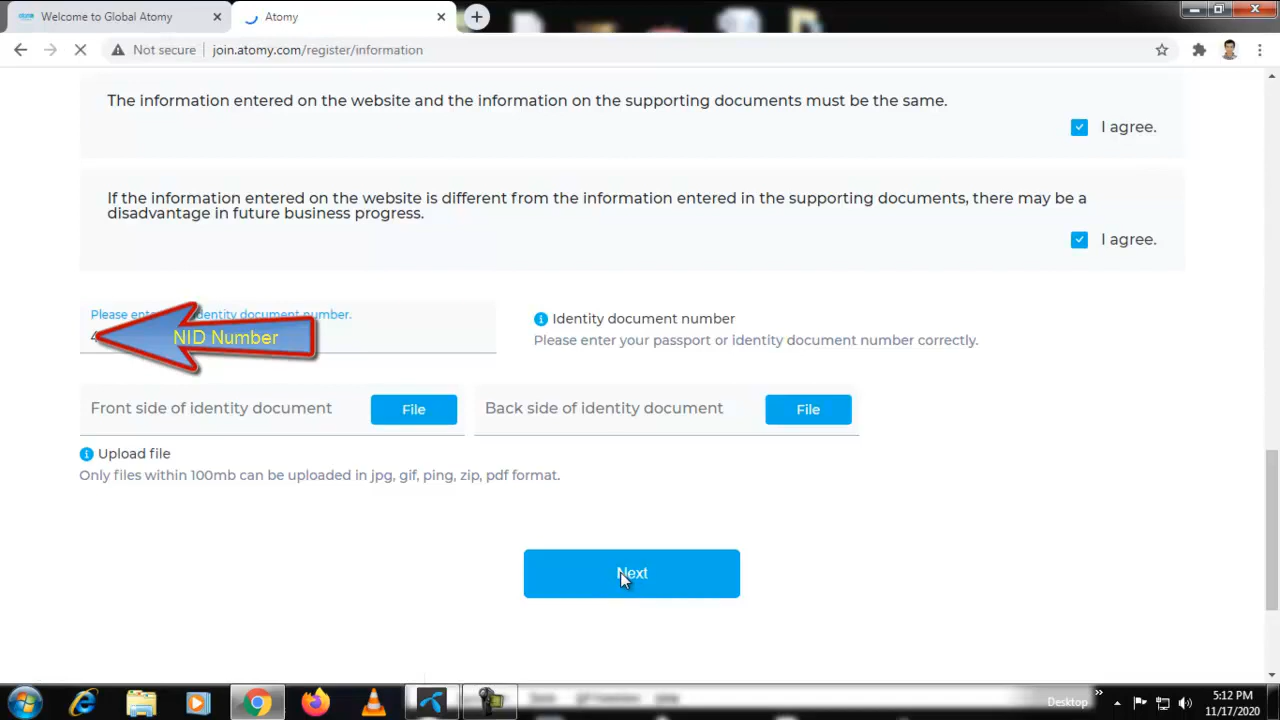 Welcome to Global Atomy
Atomy
Not secure
join.atomy.com/register/information
The information entered on the website and the information on the supporting documents must be the same.
I agree.
If the information entered on the website is different from the information entered in the supporting documents, there may be a
disadvantage in future business progress.
I agree.
Please enter identity document number.
4
NID Number
Identity document number
Please enter your passport or identity document number correctly.
Front side of identity document
File
Back side of identity document
File
Upload file
Only files within 100mb can be uploaded in jpg, gif, ping, zip, pdf format.
Next
Desktop
5:12 PM
11/17/2020